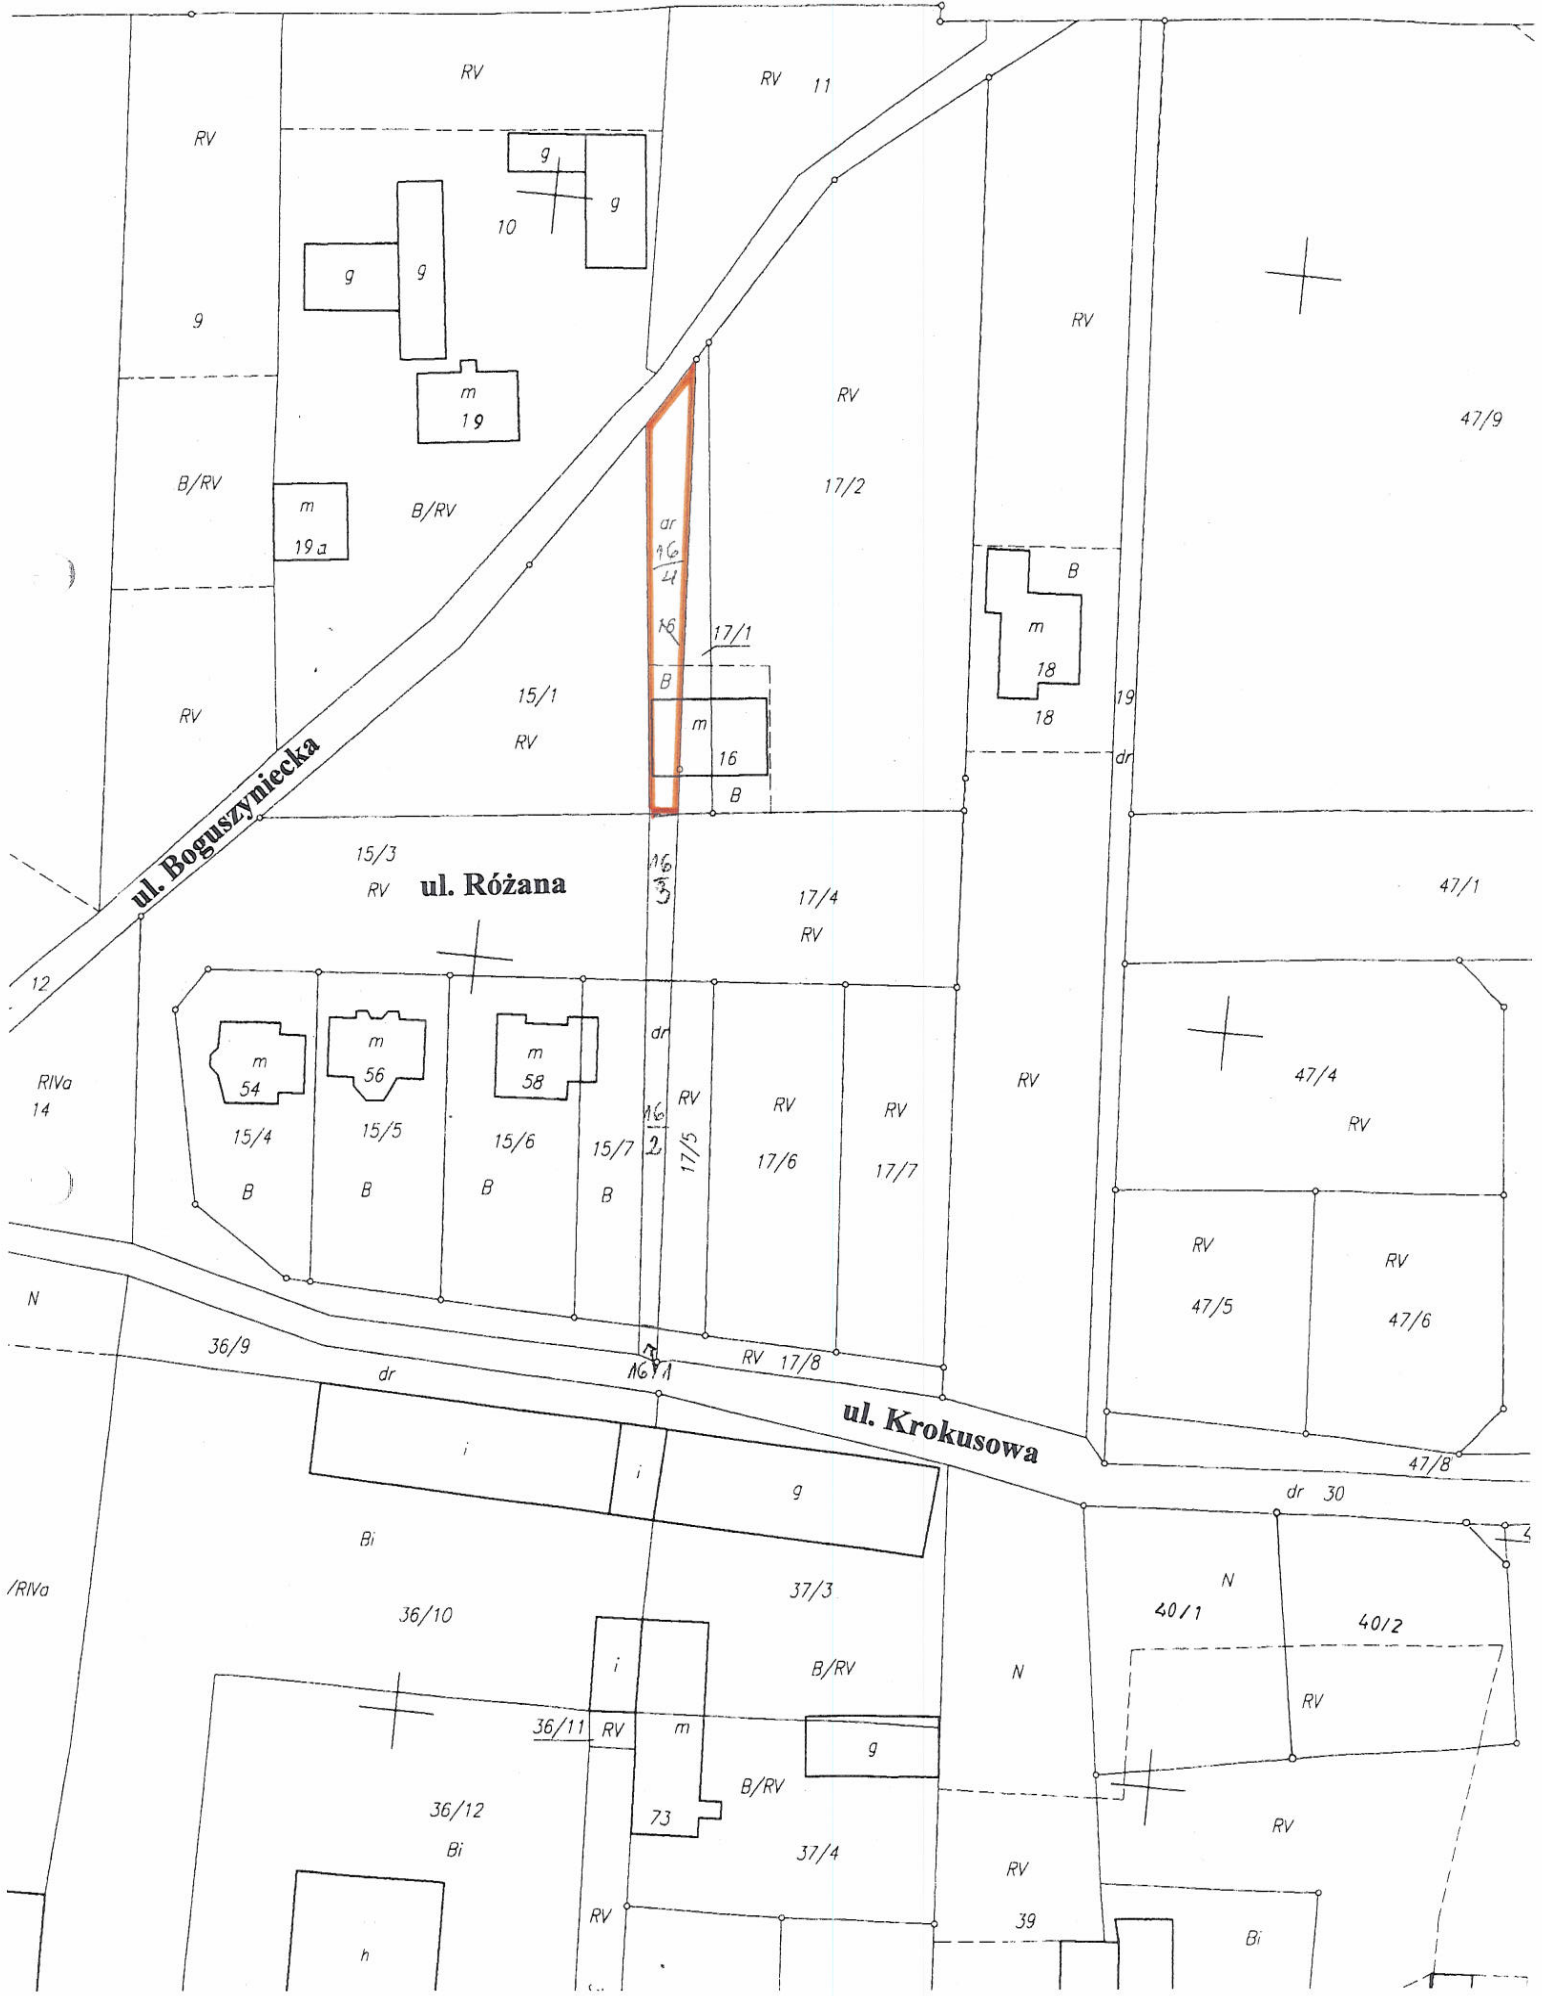 RV
RV
11
RV
g
g
10
g
g
9
RV
RV
m
19
47/9
B/RV
17/2
m
B/RV
19a
dr
16
4
B
16
17/1
m
B
18
15/1
RV
m
18
19
RV
16
dr
B
ul. Boguszyniecka
15/3
16
3
RV
ul. Różana
47/1
17/4
RV
12
dr
m
m
m
54
56
58
RIVa
14
RV
47/4
RV
RV
RV
16
2
RV
15/4
15/5
15/6
15/7
17/5
17/6
17/7
B
B
B
B
RV
RV
N
47/5
47/6
36/9
RV
17/8
dr
16/1
ul. Krokusowa
i
i
g
47/8
dr
30
Bi
/RIVa
37/3
N
36/10
40/1
40/2
i
B/RV
N
RV
36/11
RV
m
g
B/RV
36/12
73
RV
Bi
37/4
RV
RV
39
Bi
h